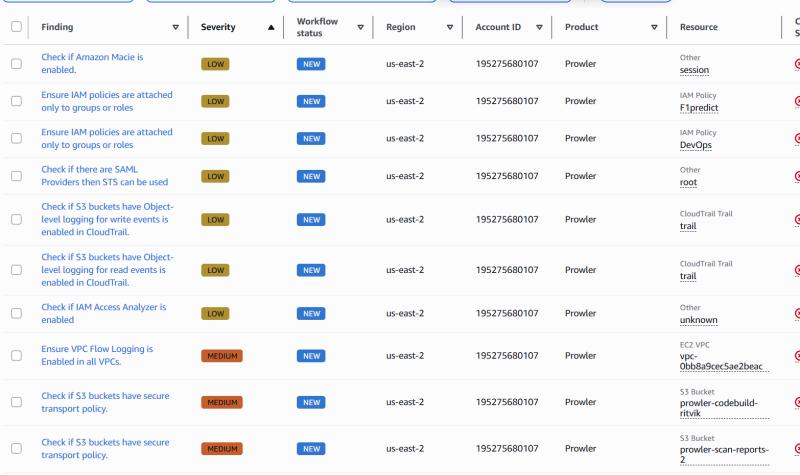 Finding Severity Workflow status Region Account ID Product Resource
Check if Amazon Macie is enabled. LOW NEW us-east-2 195275680107 Prowler Other session
Ensure IAM policies are attached only to groups or roles LOW NEW us-east-2 195275680107 Prowler IAM Policy F1predict
Ensure IAM policies are attached only to groups or roles LOW NEW us-east-2 195275680107 Prowler IAM Policy DevOps
Check if there are SAML Providers then STS can be used LOW NEW us-east-2 195275680107 Prowler Other root
Check if S3 buckets have Object-level logging for write events is enabled in CloudTrail. LOW NEW us-east-2 195275680107 Prowler CloudTrail Trail trail
Check if S3 buckets have Object-level logging for read events is enabled in CloudTrail. LOW NEW us-east-2 195275680107 Prowler CloudTrail Trail trail
Check if IAM Access Analyzer is enabled LOW NEW us-east-2 195275680107 Prowler Other unknown
Ensure VPC Flow Logging is Enabled in all VPCs. MEDIUM NEW us-east-2 195275680107 Prowler EC2 VPC vpc-0bb8a9cec5ae2beac
Check if S3 buckets have secure transport policy. MEDIUM NEW us-east-2 195275680107 Prowler S3 Bucket prowler-codebuild-ritvik
Check if S3 buckets have secure transport policy. MEDIUM NEW us-east-2 195275680107 Prowler S3 Bucket prowler-scan-reports-2